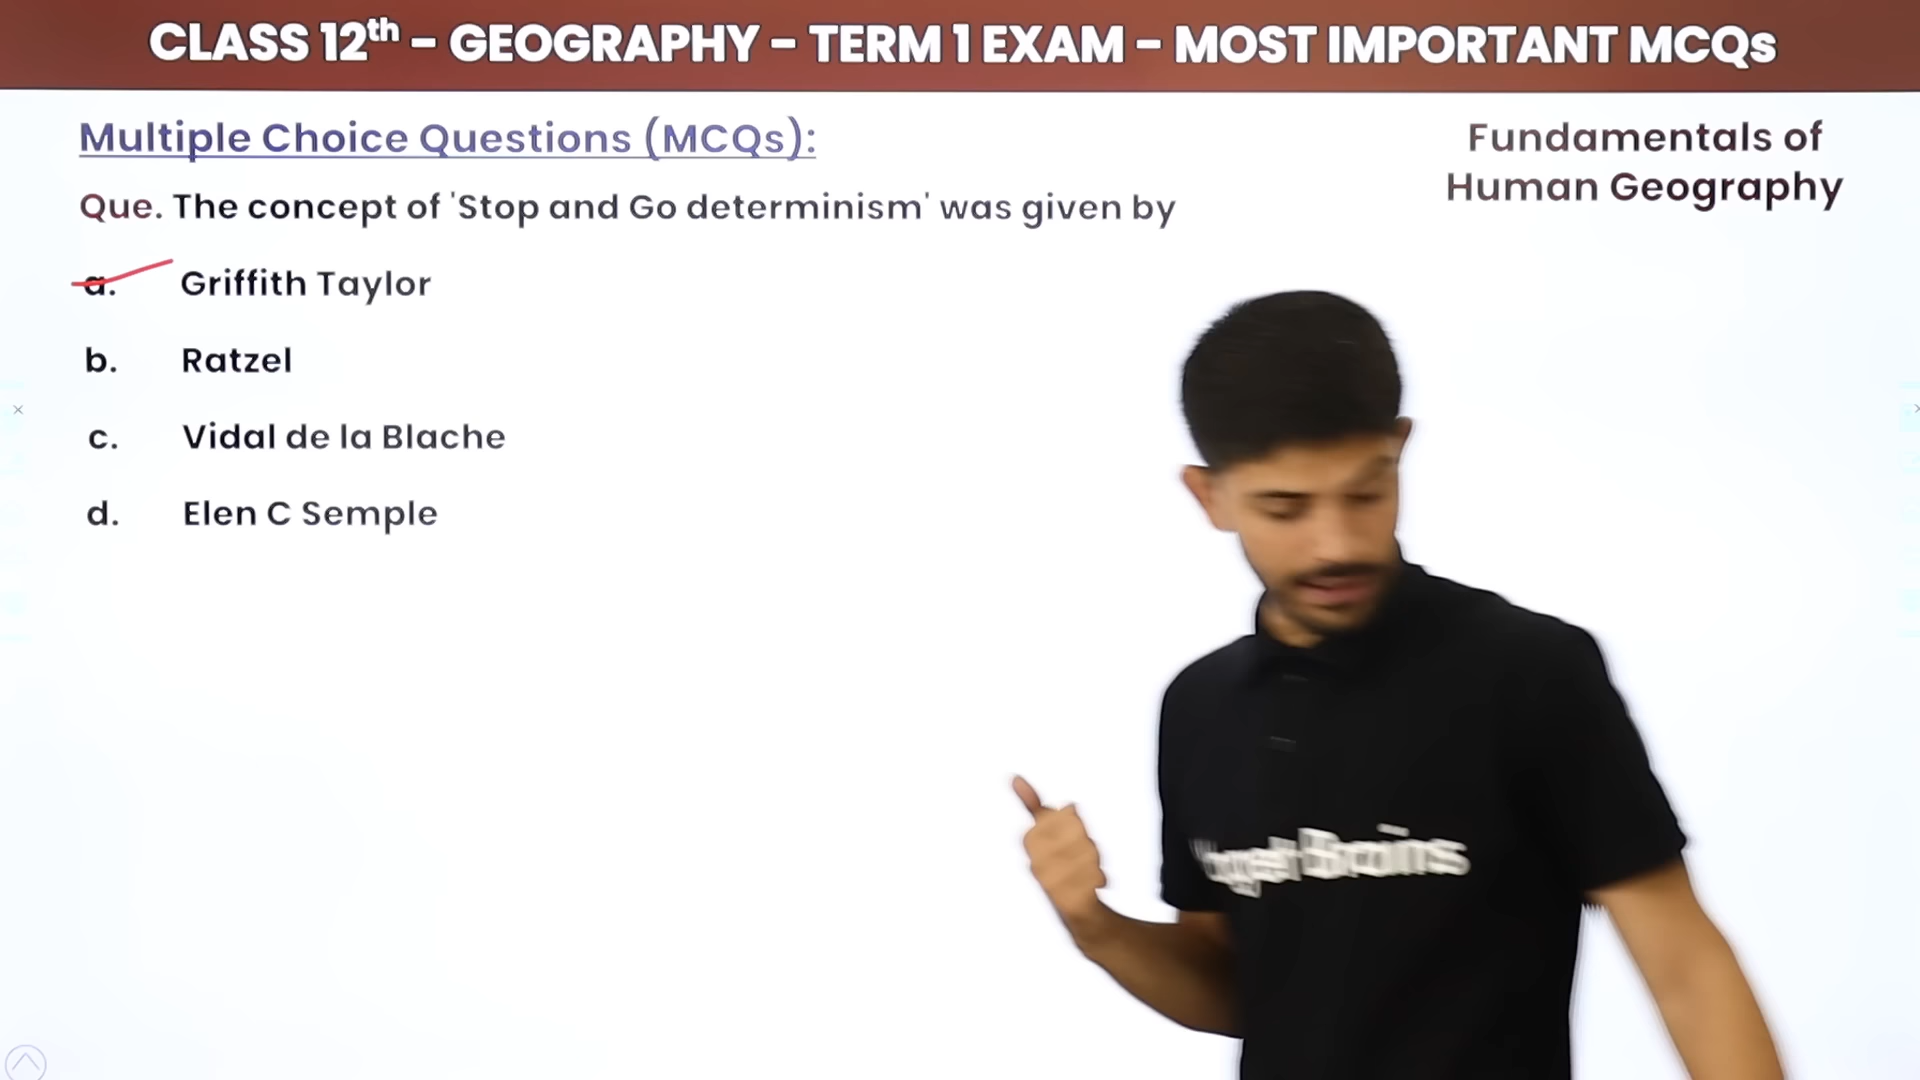 CLASS 12th - GEOGRAPHY - TERM 1 EXAM - MOST IMPORTANT MCQs
Multiple Choice Questions (MCQs):
Fundamentals of
Human Geography
Que. The concept of 'Stop and Go determinism' was given by
a. Griffith Taylor
b. Ratzel
c. Vidal de la Blache
d. Elen C Semple
Brains